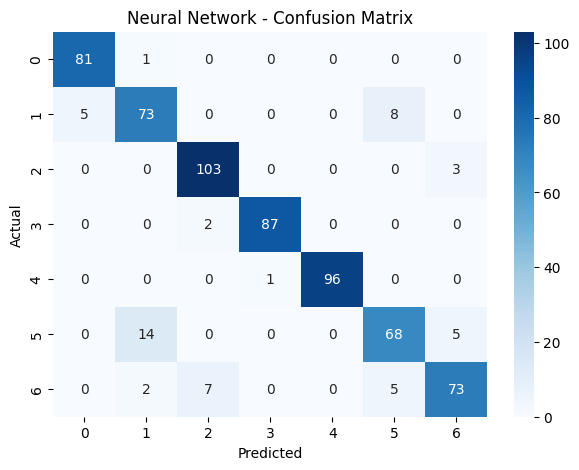 Neural Network - Confusion Matrix
0 81 1 0 0 0 0 0
1 5 73 0 0 0 8 0
2 0 0 103 0 0 0 3
3 0 0 2 87 0 0 0
4 0 0 0 1 96 0 0
5 0 14 0 0 0 68 5
6 0 2 7 0 0 5 73
0 1 2 3 4 5 6
Predicted
Actual
100
80
60
40
20
0